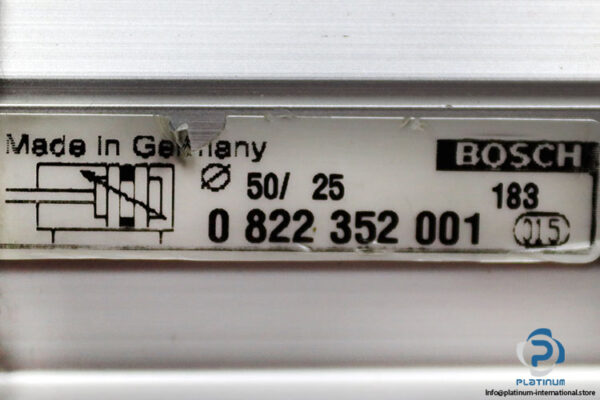 Made in Germany
BOSCH
Ø 50/ 25
183
0 822 352 001
015
PLATINUM
Info@platinum-international.store